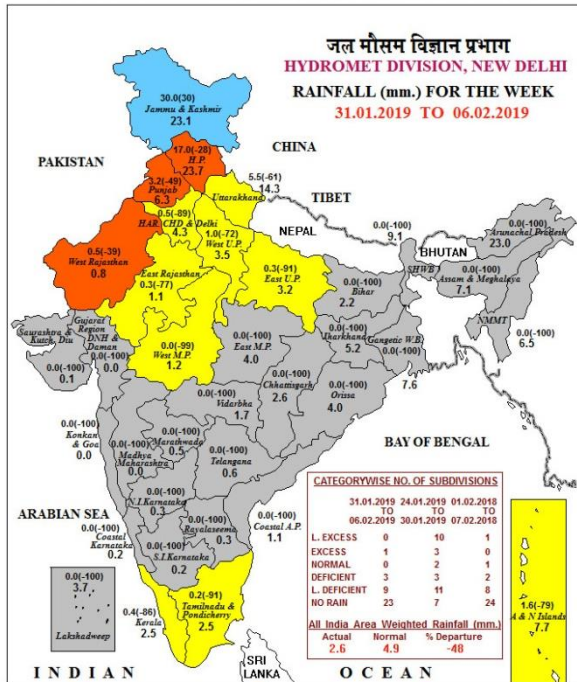 जल मौसम विज्ञान प्रभाग
HYDROMET DIVISION, NEW DELHI
RAINFALL (mm.) FOR THE WEEK
31.01.2019 TO 06.02.2019
30.0(30)
Jammu & Kashmir
23.1
CHINA
17.0(-28)
H.P.
23.7
PAKISTAN
3.2(-49)
Punjab
6.3
5.5(-61)
14.3
Uttarakhand
TIBET
0.5(-89)
HAR. CHD & Delhi
4.3
1.0(-72)
West U.P.
3.5
NEPAL
0.0(-100)
9.1
SHWB
BHUTAN
0.0(-100)
Arunachal Pradesh
23.0
0.5(-39)
West Rajasthan
0.8
East Rajasthan
0.3(-77)
1.1
0.3(-91)
East U.P.
3.2
0.0(-100)
Bihar
2.2
0.0(-100)
Assam & Meghalaya
7.1
NMMT
0.0(-100)
6.5
Saurashtra &
Kutch, Diu
0.0(-100)
0.1
Gujarat
Region
DNH &
Daman
0.0(-100)
0.0
0.0(-99)
West M.P.
1.2
0.0(-100)
East M.P.
4.0
0.0(-100)
Jharkhand
5.2
Gangetic W.B.
0.0(-100)
7.6
0.0(-100)
Chhattisgarh
2.6
0.0(-100)
Orissa
4.0
0.0(-100)
Vidarbha
1.7
0.0(-100)
Konkan
& Goa
0.0
0.0(-100)
Madhya
Maharashtra
0.0
0.0(-100)
Marathwada
0.5
0.0(-100)
Telangana
0.6
BAY OF BENGAL
ARABIAN SEA
0.0(-100)
N.I.Karnataka
0.3
0.0(-100)
Rayalaseema
0.3
0.0(-100)
Coastal A.P.
1.1
0.0(-100)
Coastal
Karnataka
0.2
0.0(-100)
S.I.Karnataka
0.2
0.0(-100)
3.7
Lakshadweep
0.4(-86)
Kerala
2.5
0.2(-91)
Tamilnadu &
Pondicherry
2.5
CATEGORYWISE NO. OF SUBDIVISIONS
31.01.2019 24.01.2019 01.02.2018
TO TO TO
06.02.2019 30.01.2019 07.02.2018
L. EXCESS 0 10 1
EXCESS 1 3 0
NORMAL 0 2 1
DEFICIENT 3 3 2
L. DEFICIENT 9 11 8
NO RAIN 23 7 24
All India Area Weighted Rainfall (mm.)
Actual Normal % Departure
2.6 4.9 -48
1.6(-79)
A & N Islands
7.7
SRI
LANKA
INDIAN OCEAN